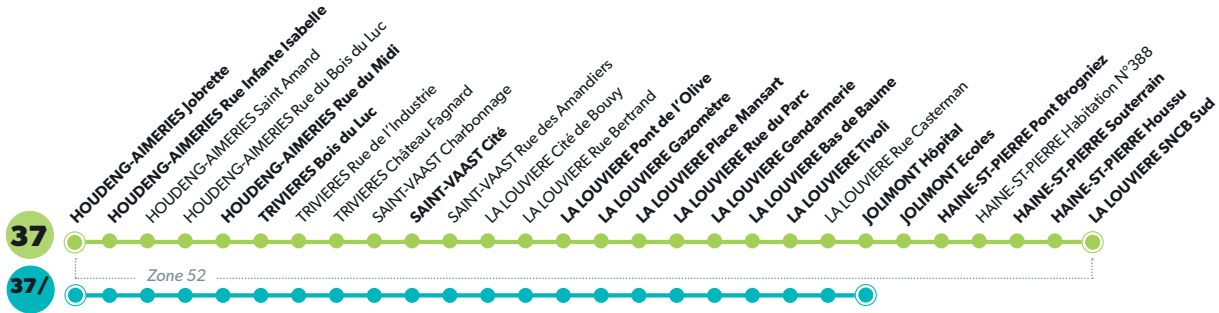 HOUDENG-AIMERIES Jobrette
HOUDENG-AIMERIES Rue Infante Isabelle
HOUDENG-AIMERIES Saint Amand
HOUDENG-AIMERIES Rue du Bois du Luc
HOUDENG-AIMERIES Rue du Midi
TRIVIERES Bois du Luc
TRIVIERES Rue de l'Industrie
TRIVIERES Château Fagnard
SAINT-VAAST Charbonnage
SAINT-VAAST Cité
SAINT-VAAST Rue des Amandiers
LA LOUVIERE Cité de Bouvy
LA LOUVIERE Rue Bertrand
LA LOUVIERE Pont de l'Olive
LA LOUVIERE Gazomètre
LA LOUVIERE Place Mansart
LA LOUVIERE Rue du Parc
LA LOUVIERE Gendarmerie
LA LOUVIERE Bas de Baume
LA LOUVIERE Tivoli
LA LOUVIERE Rue Casterman
JOLIMONT Hôpital
JOLIMONT Ecoles
HAINE-ST-PIERRE Pont Brogniez
HAINE-ST-PIERRE Habitation N°388
HAINE-ST-PIERRE Souterrain
HAINE-ST-PIERRE Houssu
LA LOUVIERE SNCB Sud
37
Zone 52
37/